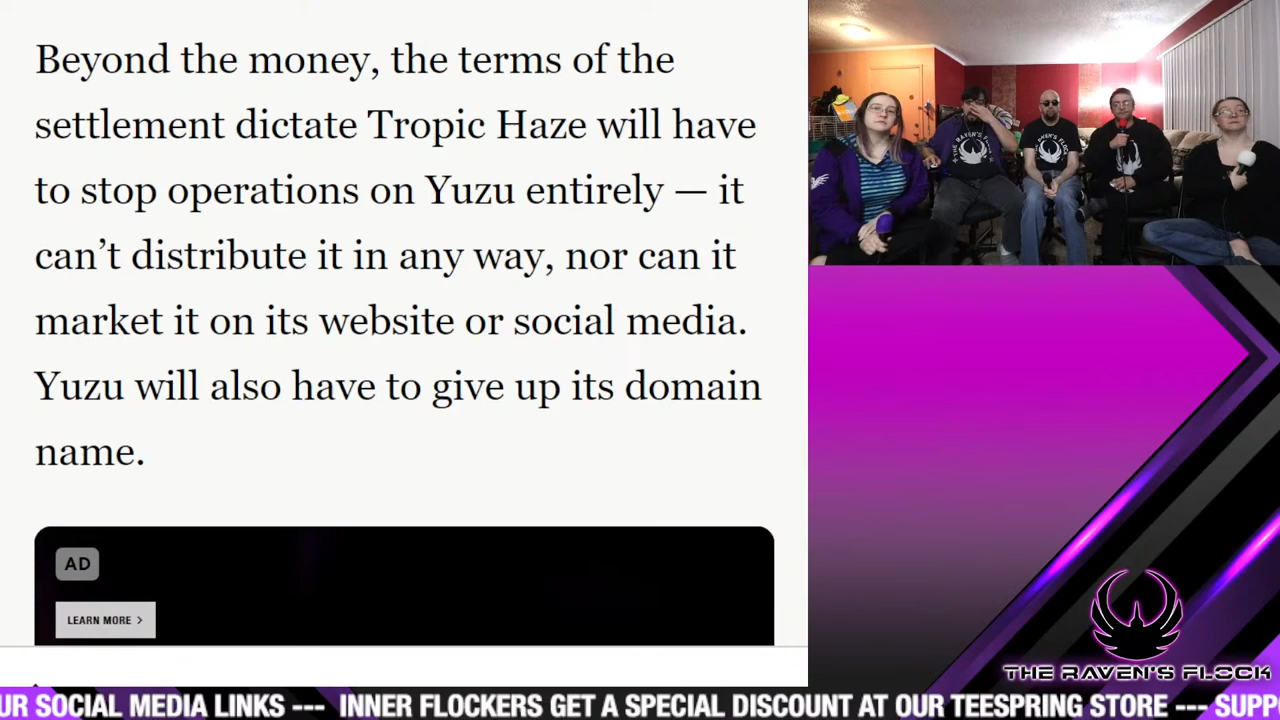 Beyond the money, the terms of the
settlement dictate Tropic Haze will have
to stop operations on Yuzu entirely — it
can’t distribute it in any way, nor can it
market it on its website or social media.
Yuzu will also have to give up its domain
name.
AD
LEARN MORE >
THE RAVEN'S FLOCK
UR SOCIAL MEDIA LINKS --- INNER FLOCKERS GET A SPECIAL DISCOUNT AT OUR TEESPRING STORE --- SUPP